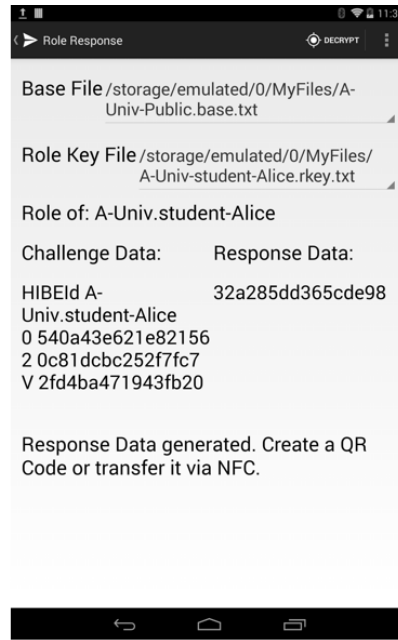 11:3
Role Response DECRYPT
Base File /storage/emulated/0/MyFiles/A-
Univ-Public.base.txt
Role Key File /storage/emulated/0/MyFiles/
A-Univ-student-Alice.rkey.txt
Role of: A-Univ.student-Alice
Challenge Data: Response Data:
HIBEId A- 32a285dd365cde98
Univ.student-Alice
0 540a43e621e82156
2 0c81dcbc252f7fc7
V 2fd4ba471943fb20
Response Data generated. Create a QR
Code or transfer it via NFC.